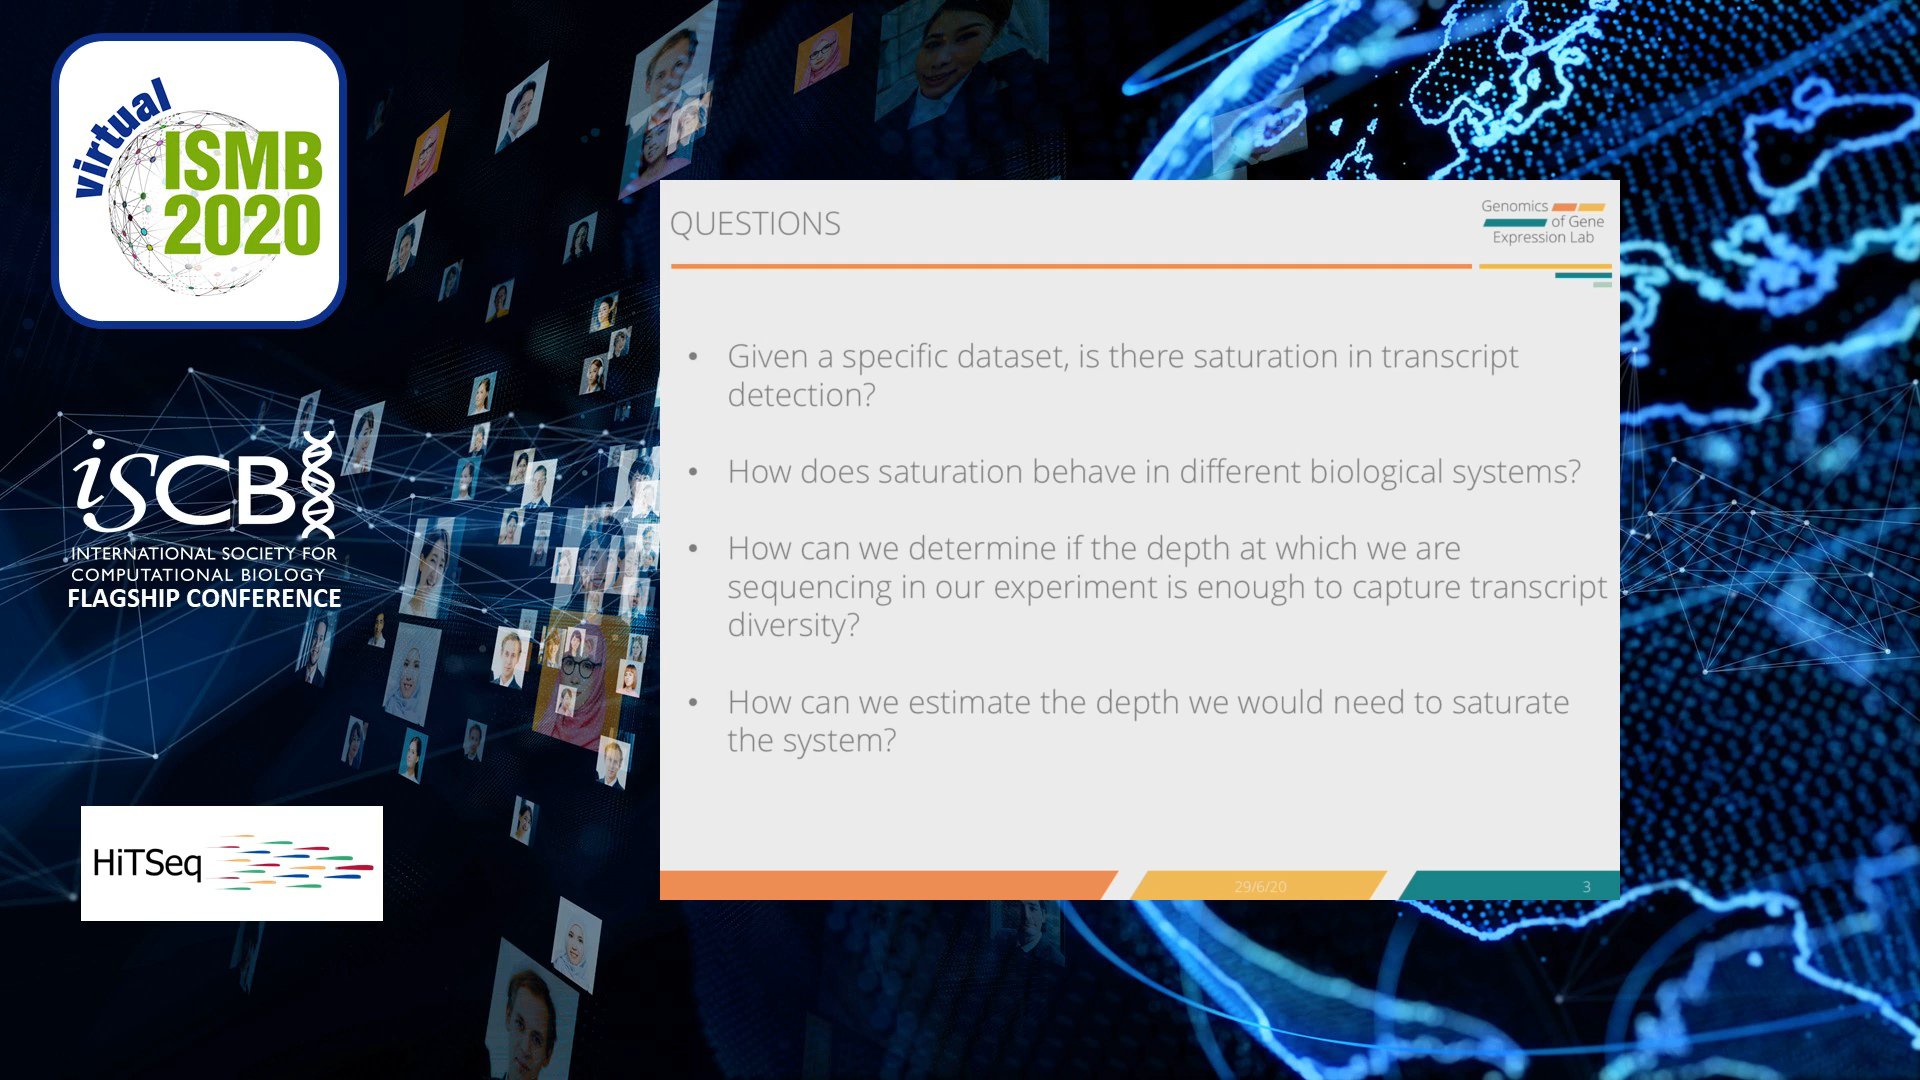 virtual
ISMB
2020
iSCB
INTERNATIONAL SOCIETY FOR
COMPUTATIONAL BIOLOGY
FLAGSHIP CONFERENCE
HiTSeq
QUESTIONS
Genomics
of Gene
Expression Lab
• Given a specific dataset, is there saturation in transcript
detection?
• How does saturation behave in different biological systems?
• How can we determine if the depth at which we are
sequencing in our experiment is enough to capture transcript
diversity?
• How can we estimate the depth we would need to saturate
the system?
29/6/20
3